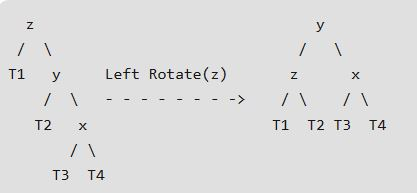 z y
/ \ / \
T1 y Left Rotate(z) z x
/ \ - - - - - - - -> / \ / \
T2 x T1 T2 T3 T4
/ \
T3 T4